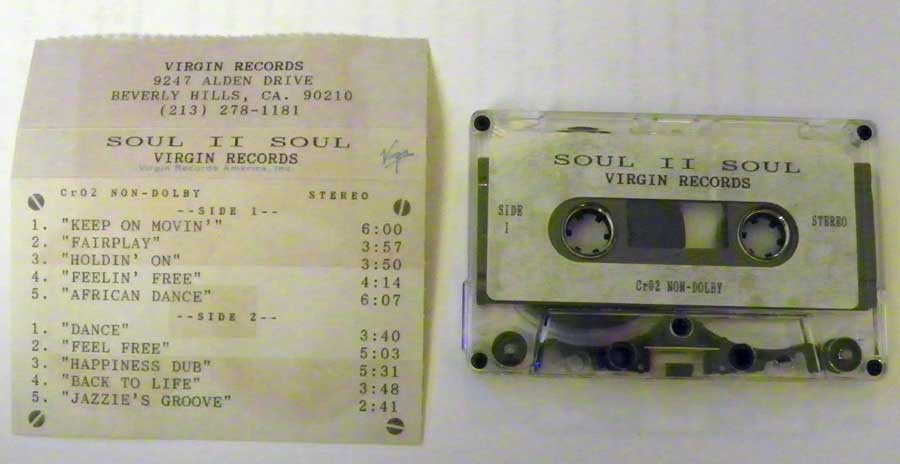 VIRGIN RECORDS
9247 ALDEN DRIVE
BEVERLY HILLS, CA. 90210
(213) 278-1181
SOUL II SOUL
VIRGIN RECORDS
Virgin
Virgin Records America, Inc.
CrO2 NON-DOLBY STEREO
--SIDE 1--
1. "KEEP ON MOVIN'" 6:00
2. "FAIRPLAY" 3:57
3. "HOLDIN' ON" 3:50
4. "FEELIN' FREE" 4:14
5. "AFRICAN DANCE" 6:07
--SIDE 2--
1. "DANCE" 3:40
2. "FEEL FREE" 5:03
3. "HAPPINESS DUB" 5:31
4. "BACK TO LIFE" 3:48
5. "JAZZIE'S GROOVE" 2:41
SOUL II SOUL
VIRGIN RECORDS
SIDE
1
STEREO
CrO2 NON-DOLBY